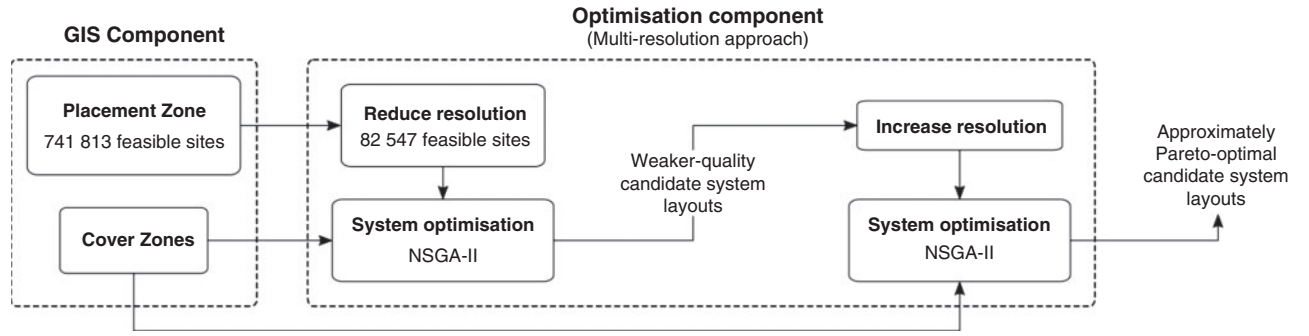 GIS Component
Optimisation component
(Multi-resolution approach)
Placement Zone
741 813 feasible sites
Reduce resolution
82 547 feasible sites
Cover Zones
System optimisation
NSGA-II
Weaker-quality
candidate system
layouts
Increase resolution
System optimisation
NSGA-II
Approximately
Pareto-optimal
candidate system
layouts